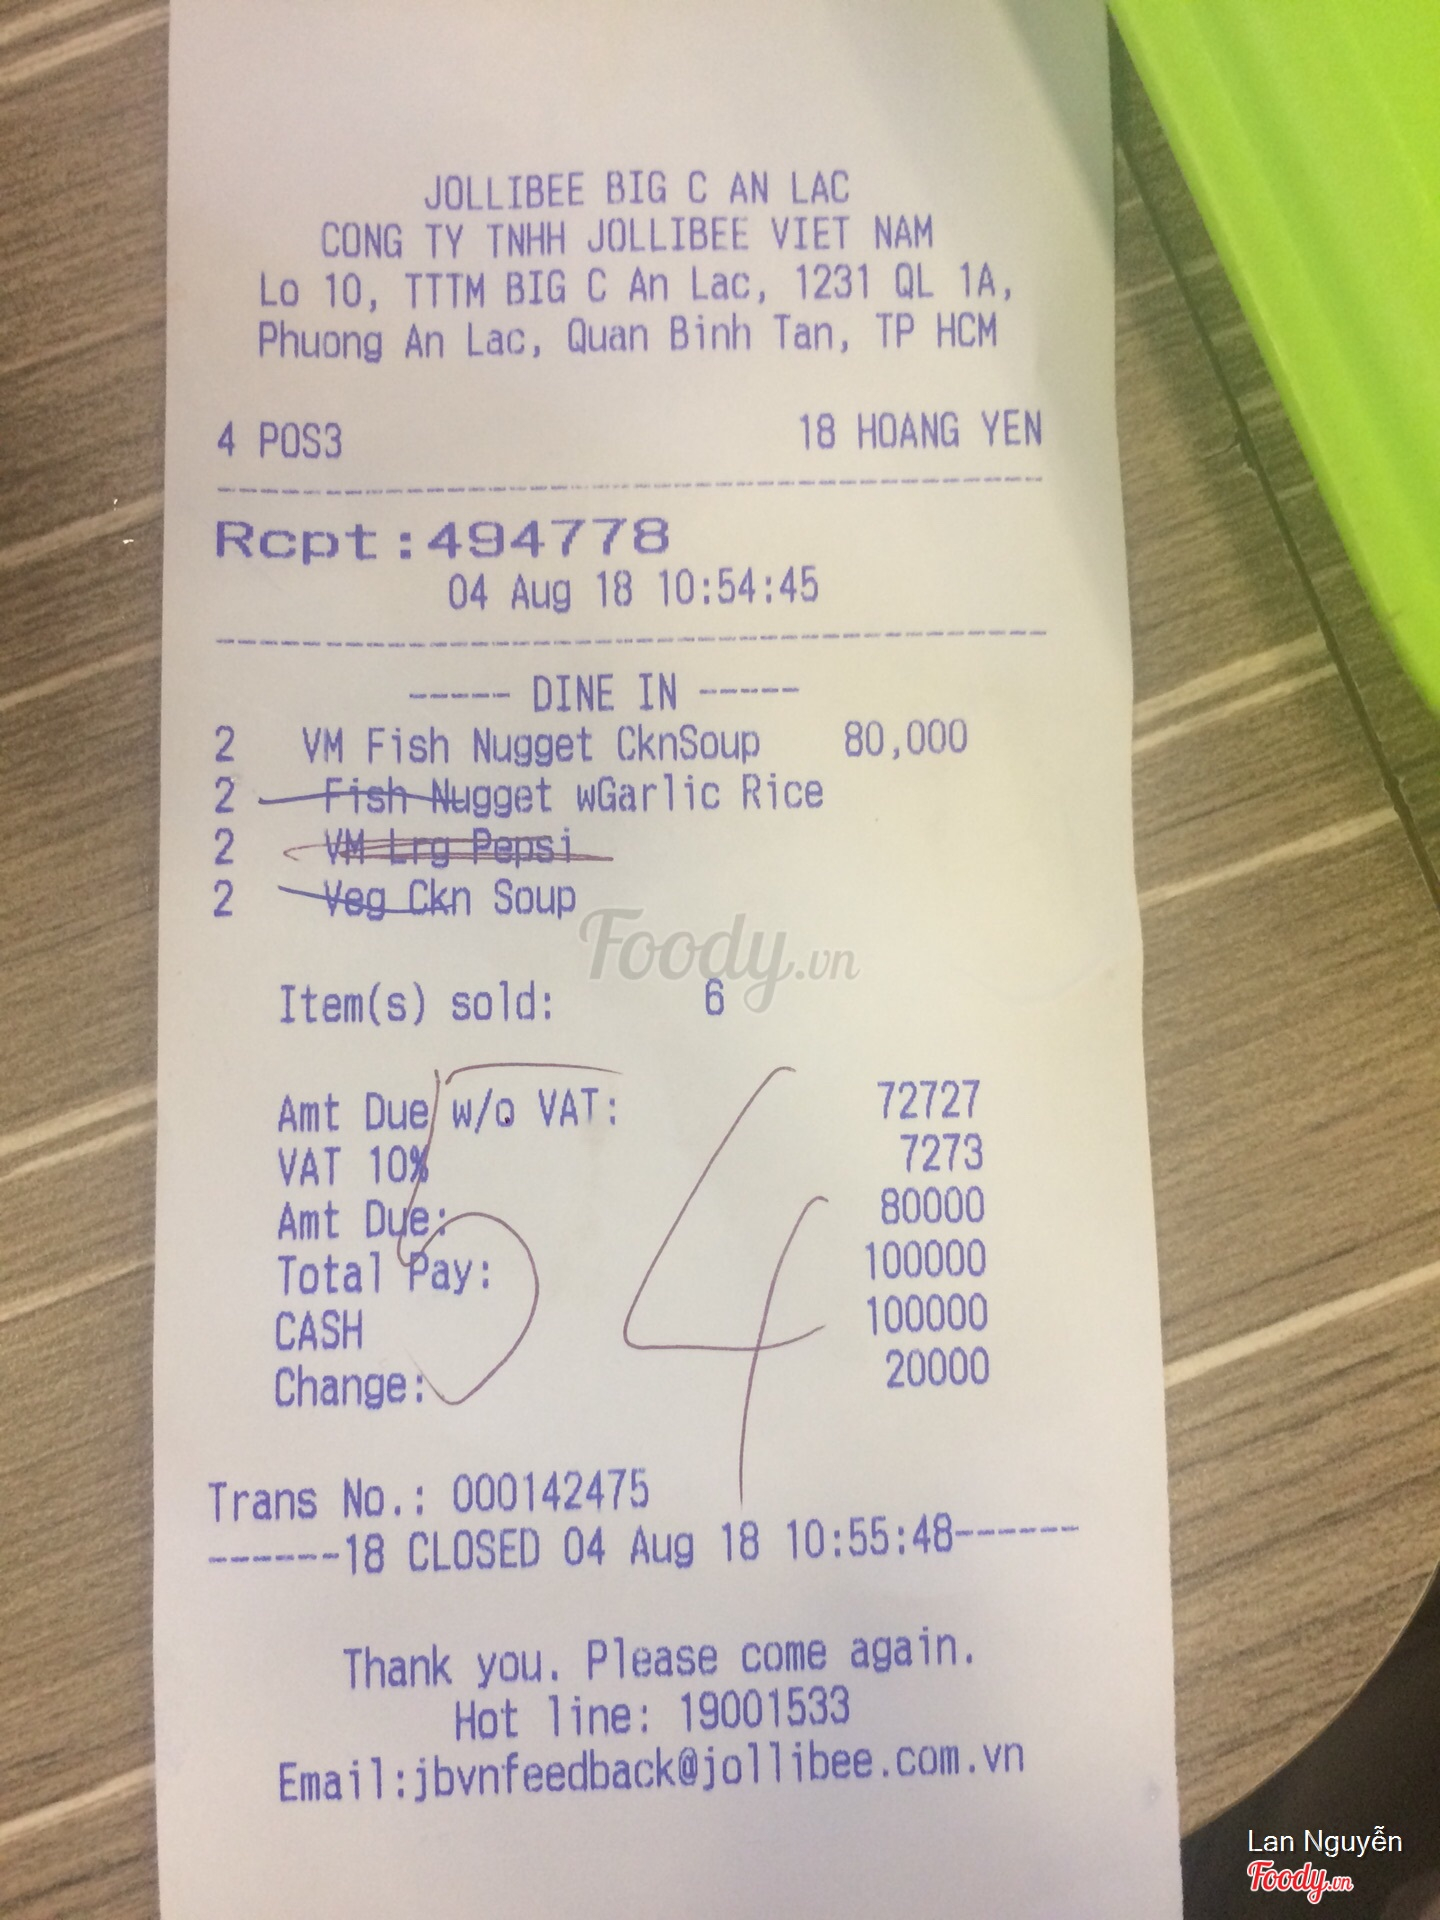 JOLLIBEE BIG C AN LAC
CONG TY TNHH JOLLIBEE VIET NAM
Lo 10, TTTM BIG C An Lac, 1231 QL 1A,
Phuong An Lac, Quan Binh Tan, TP HCM
4 POS3 18 HOANG YEN
Rcpt:494778
04 Aug 18 10:54:45
----- DINE IN -----
2 VM Fish Nugget CknSoup 80,000
2 Fish Nugget wGarlic Rice
2 VM Lrg Pepsi
2 Veg Ckn Soup
Foody.vn
Item(s) sold: 6
Amt Due w/o VAT: 72727
VAT 10% 7273
Amt Due: 80000
Total Pay: 100000
CASH 100000
Change: 20000
54
Trans No.: 000142475
------18 CLOSED 04 Aug 18 10:55:48------
Thank you. Please come again.
Hot line: 19001533
Email:jbvnfeedback@jollibee.com.vn
Lan Nguyễn
Foody.vn